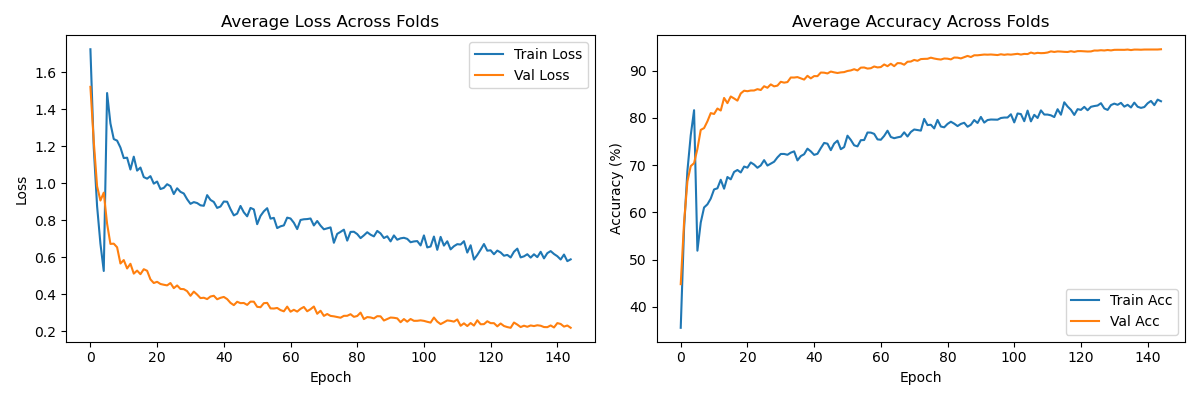 Average Loss Across Folds
Loss
1.6
1.4
1.2
1.0
0.8
0.6
0.4
0.2
0 20 40 60 80 100 120 140
Epoch
Train Loss
Val Loss
Average Accuracy Across Folds
Accuracy (%)
90
80
70
60
50
40
0 20 40 60 80 100 120 140
Epoch
Train Acc
Val Acc